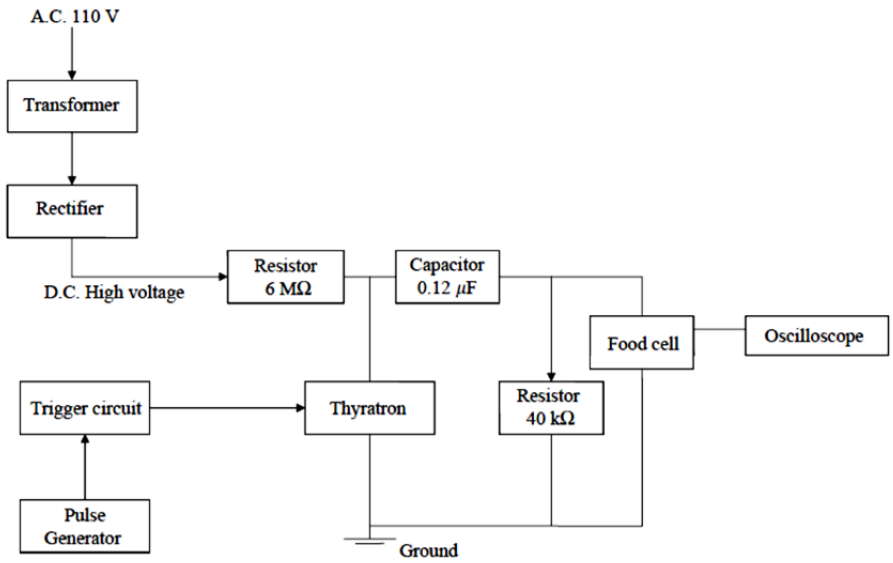 A.C. 110 V
Transformer
Rectifier
D.C. High voltage
Resistor
6 MΩ
Capacitor
0.12 μF
Food cell
Oscilloscope
Trigger circuit
Thyratron
Resistor
40 kΩ
Pulse
Generator
Ground